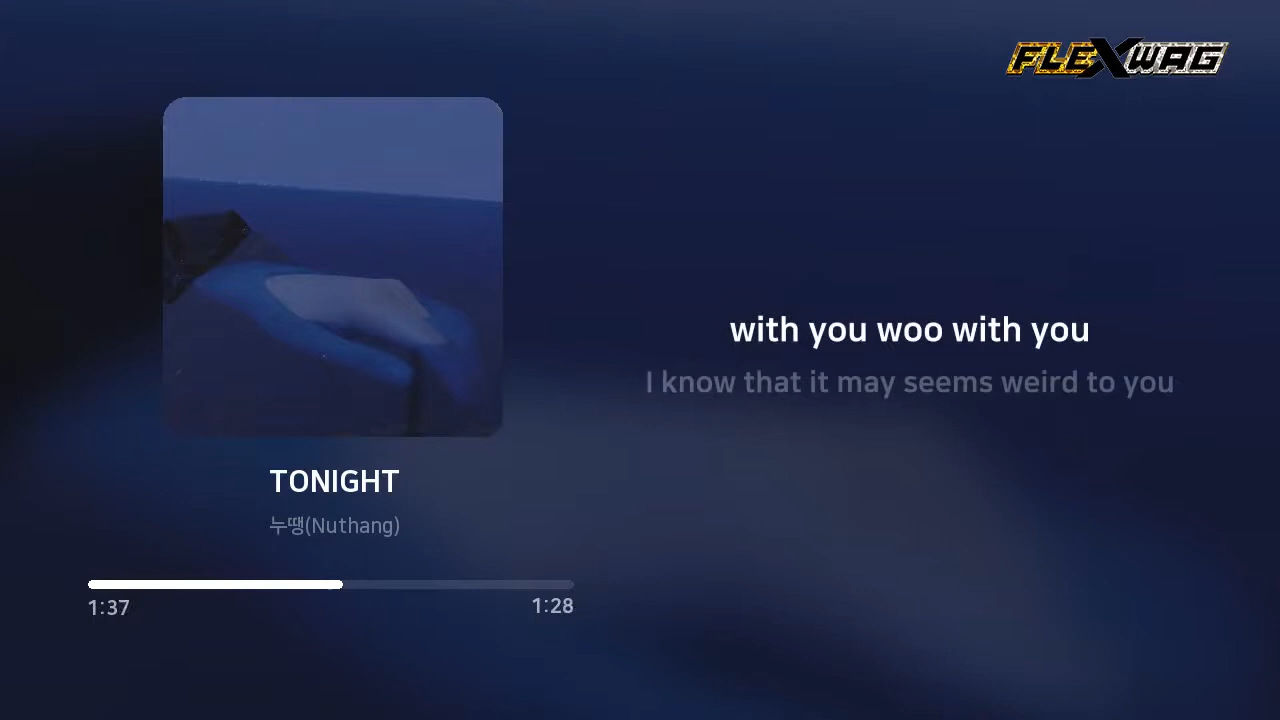 FLEXWAG
with you woo with you
I know that it may seems weird to you
TONIGHT
누땡(Nuthang)
1:37
1:28